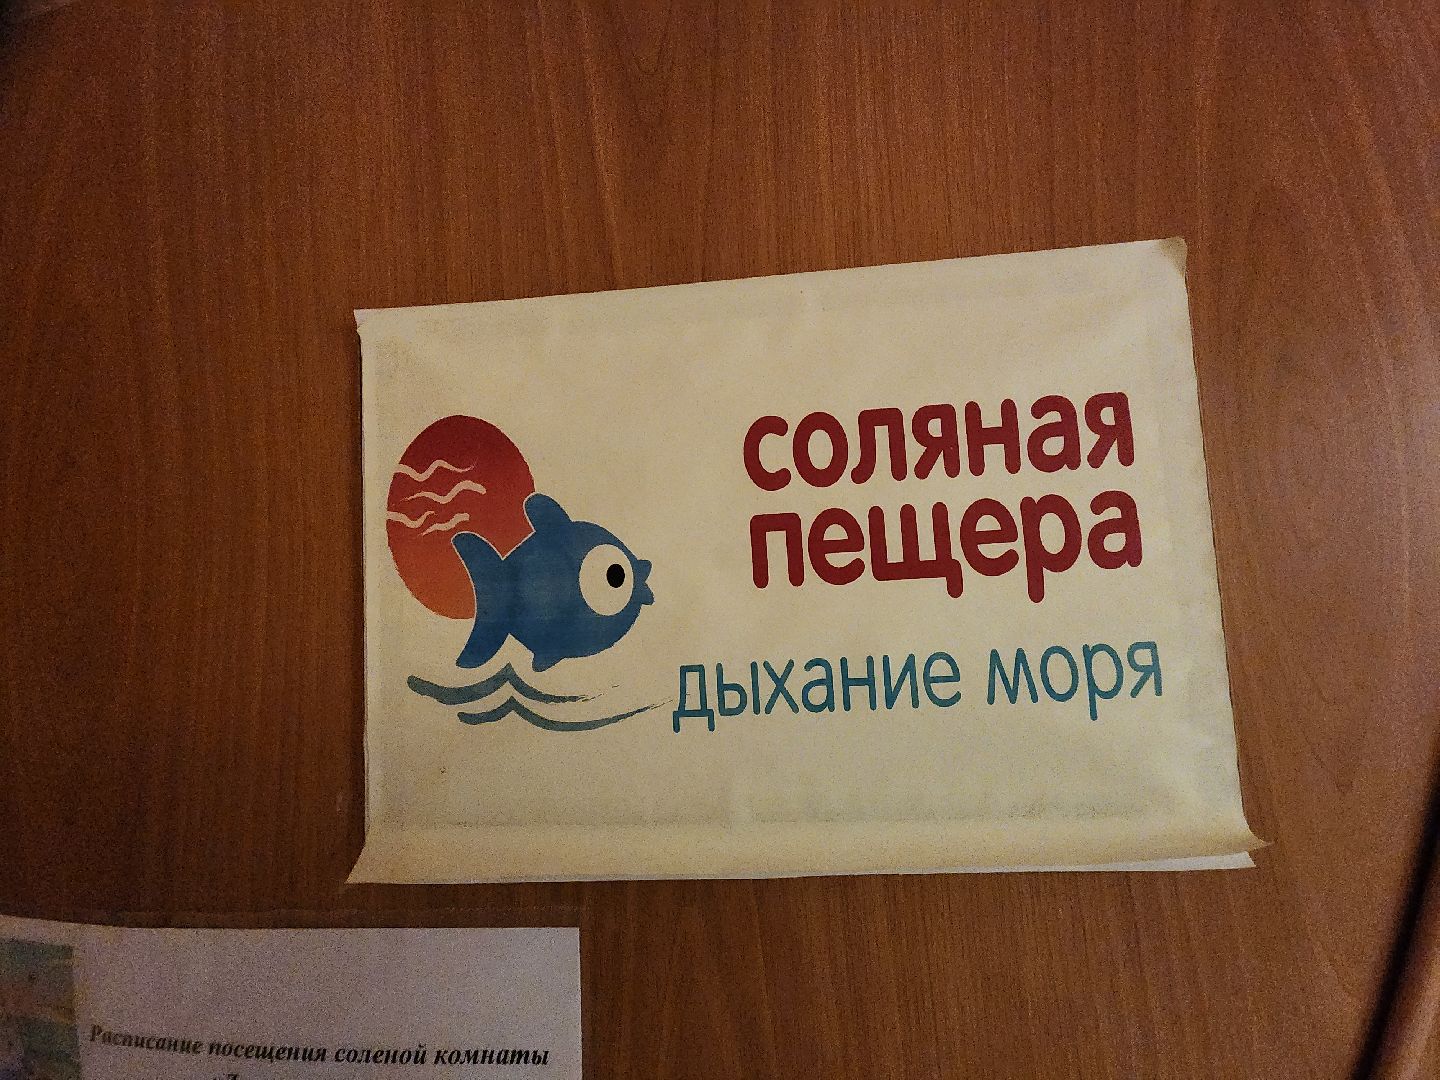 соляная
пещера
дыхание моря
Расписание посещения соленой комнаты